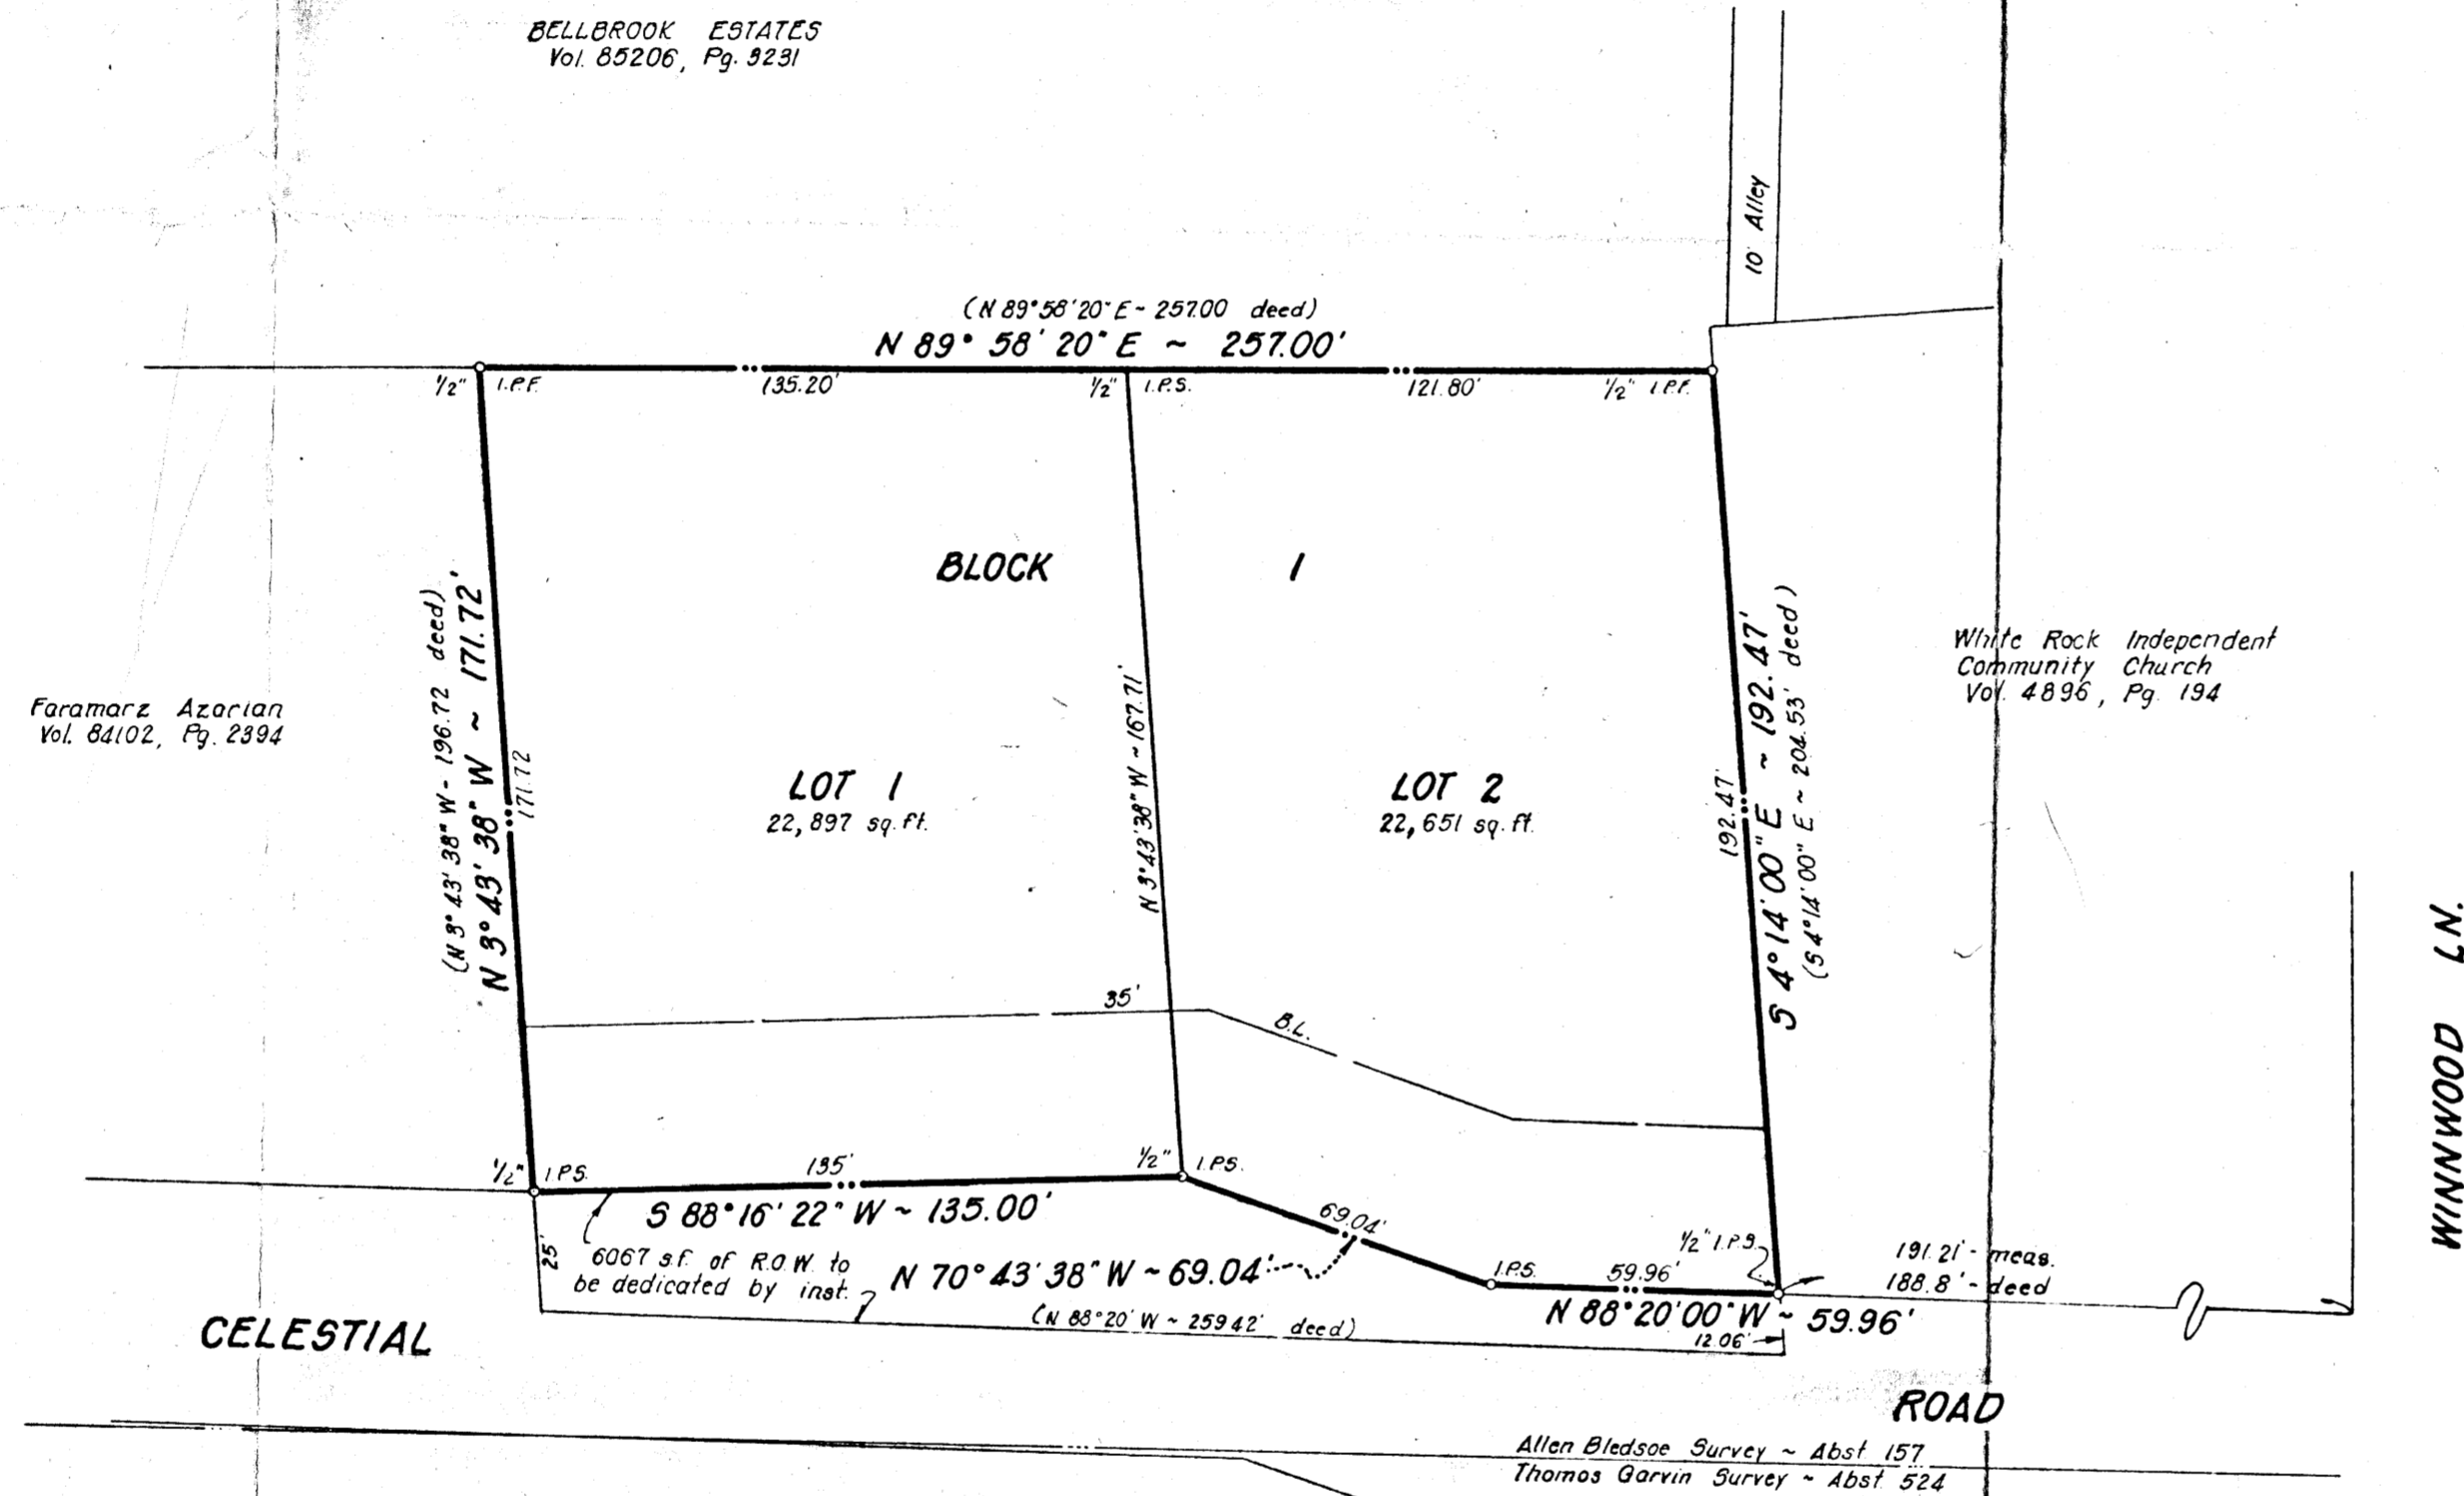 BELLBROOK ESTATES
Vol. 85206, Pg. 3231
10' Alley
(N 89°58'20" E ~ 257.00 deed)
N 89° 58' 20" E ~ 257.00'
1/2" I.P.F.
135.20'
1/2" I.P.S.
121.80'
1/2" I.P.F.
BLOCK 1
(N 3° 43' 38" W - 196.72 deed)
N 3° 43' 38" W ~ 171.72'
171.72
N 3° 43' 38" W ~ 167.71'
192.47'
S 4° 14' 00" E ~ 192.47'
(S 4° 14' 00" E ~ 204.53' deed)
White Rock Independent
Community Church
Vol. 4896, Pg. 194
Faramarz Azarian
Vol. 84102, Pg. 2394
LOT 1
22,897 sq. ft.
LOT 2
22,651 sq. ft.
WINNWOOD LN.
35'
B.L.
1/2" I.P.S.
135'
1/2" I.P.S.
S 88° 16' 22" W ~ 135.00'
69.04'
25'
6067 s.f. of R.O.W. to
be dedicated by inst.
N 70° 43' 38" W ~ 69.04'
I.P.S.
59.96'
1/2" I.P.S.
191.21' - meas.
188.8' - deed
N 88° 20' 00" W ~ 59.96'
(N 88° 20' W ~ 259.42' deed)
12.06'
CELESTIAL ROAD
Allen Bledsoe Survey ~ Abst. 157
Thomas Garvin Survey ~ Abst. 524